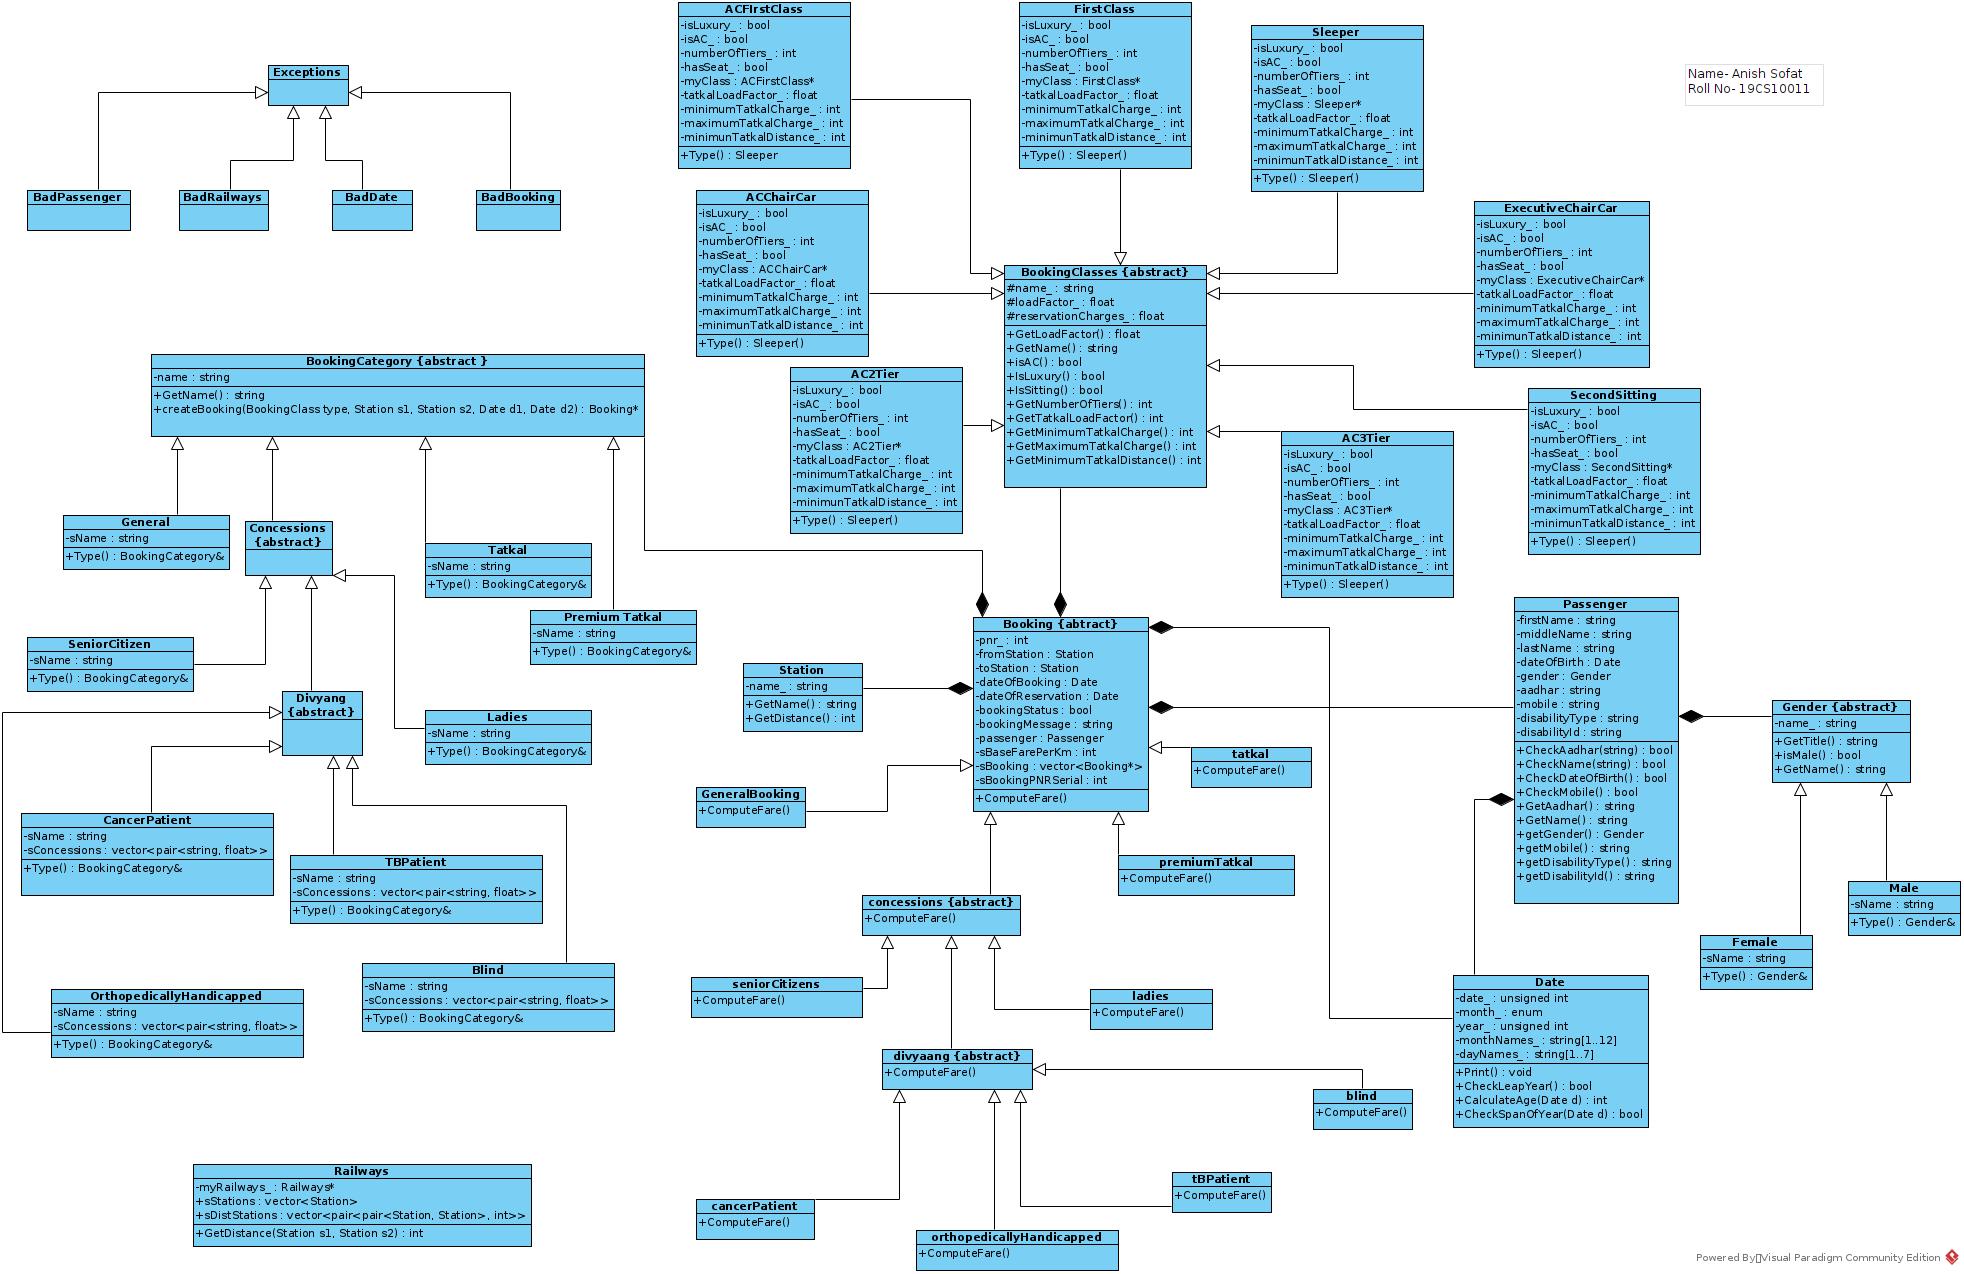 ACFIrstClass
-isLuxury_ : bool
-isAC_ : bool
-numberOfTiers_ : int
-hasSeat_ : bool
-myClass : ACFirstClass*
-tatkalLoadFactor_ : float
-minimumTatkalCharge_ : int
-maximumTatkalCharge_ : int
-minimunTatkalDistance_ : int
+Type() : Sleeper
FirstClass
-isLuxury_ : bool
-isAC_ : bool
-numberOfTiers_ : int
-hasSeat_ : bool
-myClass : FirstClass*
-tatkalLoadFactor_ : float
-minimumTatkalCharge_ : int
-maximumTatkalCharge_ : int
-minimunTatkalDistance_ : int
+Type() : Sleeper()
Sleeper
-isLuxury_ : bool
-isAC_ : bool
-numberOfTiers_ : int
-hasSeat_ : bool
-myClass : Sleeper*
-tatkalLoadFactor_ : float
-minimumTatkalCharge_ : int
-maximumTatkalCharge_ : int
-minimunTatkalDistance_ : int
+Type() : Sleeper()
Name- Anish Sofat
Roll No- 19CS10011
Exceptions
BadPassenger
BadRailways
BadDate
BadBooking
ACChairCar
-isLuxury_ : bool
-isAC_ : bool
-numberOfTiers_ : int
-hasSeat_ : bool
-myClass : ACChairCar*
-tatkalLoadFactor_ : float
-minimumTatkalCharge_ : int
-maximumTatkalCharge_ : int
-minimunTatkalDistance_ : int
+Type() : Sleeper()
ExecutiveChairCar
-isLuxury_ : bool
-isAC_ : bool
-numberOfTiers_ : int
-hasSeat_ : bool
-myClass : ExecutiveChairCar*
-tatkalLoadFactor_ : float
-minimumTatkalCharge_ : int
-maximumTatkalCharge_ : int
-minimunTatkalDistance_ : int
+Type() : Sleeper()
BookingClasses {abstract}
#name_ : string
#loadFactor_ : float
#reservationCharges_ : float
+GetLoadFactor() : float
+GetName() : string
+isAC() : bool
+IsLuxury() : bool
+IsSitting() : bool
+GetNumberOfTiers() : int
+GetTatkalLoadFactor() : int
+GetMinimumTatkalCharge() : int
+GetMaximumTatkalCharge() : int
+GetMinimumTatkalDistance() : int
BookingCategory {abstract }
-name : string
+GetName() : string
+createBooking(BookingClass type, Station s1, Station s2, Date d1, Date d2) : Booking*
AC2Tier
-isLuxury_ : bool
-isAC_ : bool
-numberOfTiers_ : int
-hasSeat_ : bool
-myClass : AC2Tier*
-tatkalLoadFactor_ : float
-minimumTatkalCharge_ : int
-maximumTatkalCharge_ : int
-minimunTatkalDistance_ : int
+Type() : Sleeper()
SecondSitting
-isLuxury_ : bool
-isAC_ : bool
-numberOfTiers_ : int
-hasSeat_ : bool
-myClass : SecondSitting*
-tatkalLoadFactor_ : float
-minimumTatkalCharge_ : int
-maximumTatkalCharge_ : int
-minimunTatkalDistance_ : int
+Type() : Sleeper()
AC3Tier
-isLuxury_ : bool
-isAC_ : bool
-numberOfTiers_ : int
-hasSeat_ : bool
-myClass : AC3Tier*
-tatkalLoadFactor_ : float
-minimumTatkalCharge_ : int
-maximumTatkalCharge_ : int
-minimunTatkalDistance_ : int
+Type() : Sleeper()
General
-sName : string
+Type() : BookingCategory&
Concessions
{abstract}
Tatkal
-sName : string
+Type() : BookingCategory&
Premium Tatkal
-sName : string
+Type() : BookingCategory&
SeniorCitizen
-sName : string
+Type() : BookingCategory&
Divyang
{abstract}
Ladies
-sName : string
+Type() : BookingCategory&
CancerPatient
-sName : string
-sConcessions : vector<pair<string, float>>
+Type() : BookingCategory&
TBPatient
-sName : string
-sConcessions : vector<pair<string, float>>
+Type() : BookingCategory&
Blind
-sName : string
-sConcessions : vector<pair<string, float>>
+Type() : BookingCategory&
OrthopedicallyHandicapped
-sName : string
-sConcessions : vector<pair<string, float>>
+Type() : BookingCategory&
Station
-name_ : string
+GetName() : string
+GetDistance() : int
Booking {abtract}
-pnr_ : int
-fromStation : Station
-toStation : Station
-dateOfBooking : Date
-dateOfReservation : Date
-bookingStatus : bool
-bookingMessage : string
-passenger : Passenger
-sBaseFarePerKm : int
-sBooking : vector<Booking*>
-sBookingPNRSerial : int
+ComputeFare()
Passenger
-firstName : string
-middleName : string
-lastName : string
-dateOfBirth : Date
-gender : Gender
-aadhar : string
-mobile : string
-disabilityType : string
-disabilityId : string
+CheckAadhar(string) : bool
+CheckName(string) : bool
+CheckDateOfBirth() : bool
+CheckMobile() : bool
+GetAadhar() : string
+GetName() : string
+getGender() : Gender
+getMobile() : string
+getDisabilityType() : string
+getDisabilityId() : string
Gender {abstract}
-name_ : string
+GetTitle() : string
+isMale() : bool
+GetName() : string
tatkal
+ComputeFare()
GeneralBooking
+ComputeFare()
premiumTatkal
+ComputeFare()
concessions {abstract}
+ComputeFare()
Male
-sName : string
+Type() : Gender&
Female
-sName : string
+Type() : Gender&
seniorCitizens
+ComputeFare()
ladies
+ComputeFare()
Date
-date_ : unsigned int
-month_ : enum
-year_ : unsigned int
-monthNames_ : string[1..12]
-dayNames_ : string[1..7]
+Print() : void
+CheckLeapYear() : bool
+CalculateAge(Date d) : int
+CheckSpanOfYear(Date d) : bool
divyaang {abstract}
+ComputeFare()
blind
+ComputeFare()
tBPatient
+ComputeFare()
cancerPatient
+ComputeFare()
orthopedicallyHandicapped
+ComputeFare()
Railways
-myRailways_ : Railways*
+sStations : vector<Station>
+sDistStations : vector<pair<pair<Station, Station>, int>>
+GetDistance(Station s1, Station s2) : int
Powered By▯Visual Paradigm Community Edition